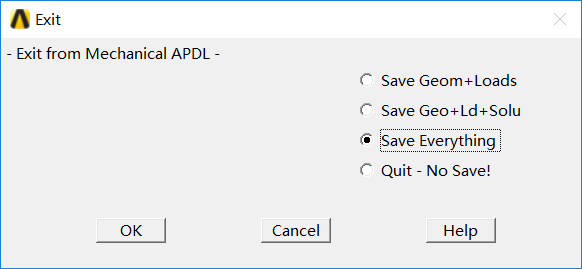 Exit
- Exit from Mechanical APDL -
Save Geom+Loads
Save Geo+Ld+Solu
Save Everything
Quit - No Save!
OK Cancel Help